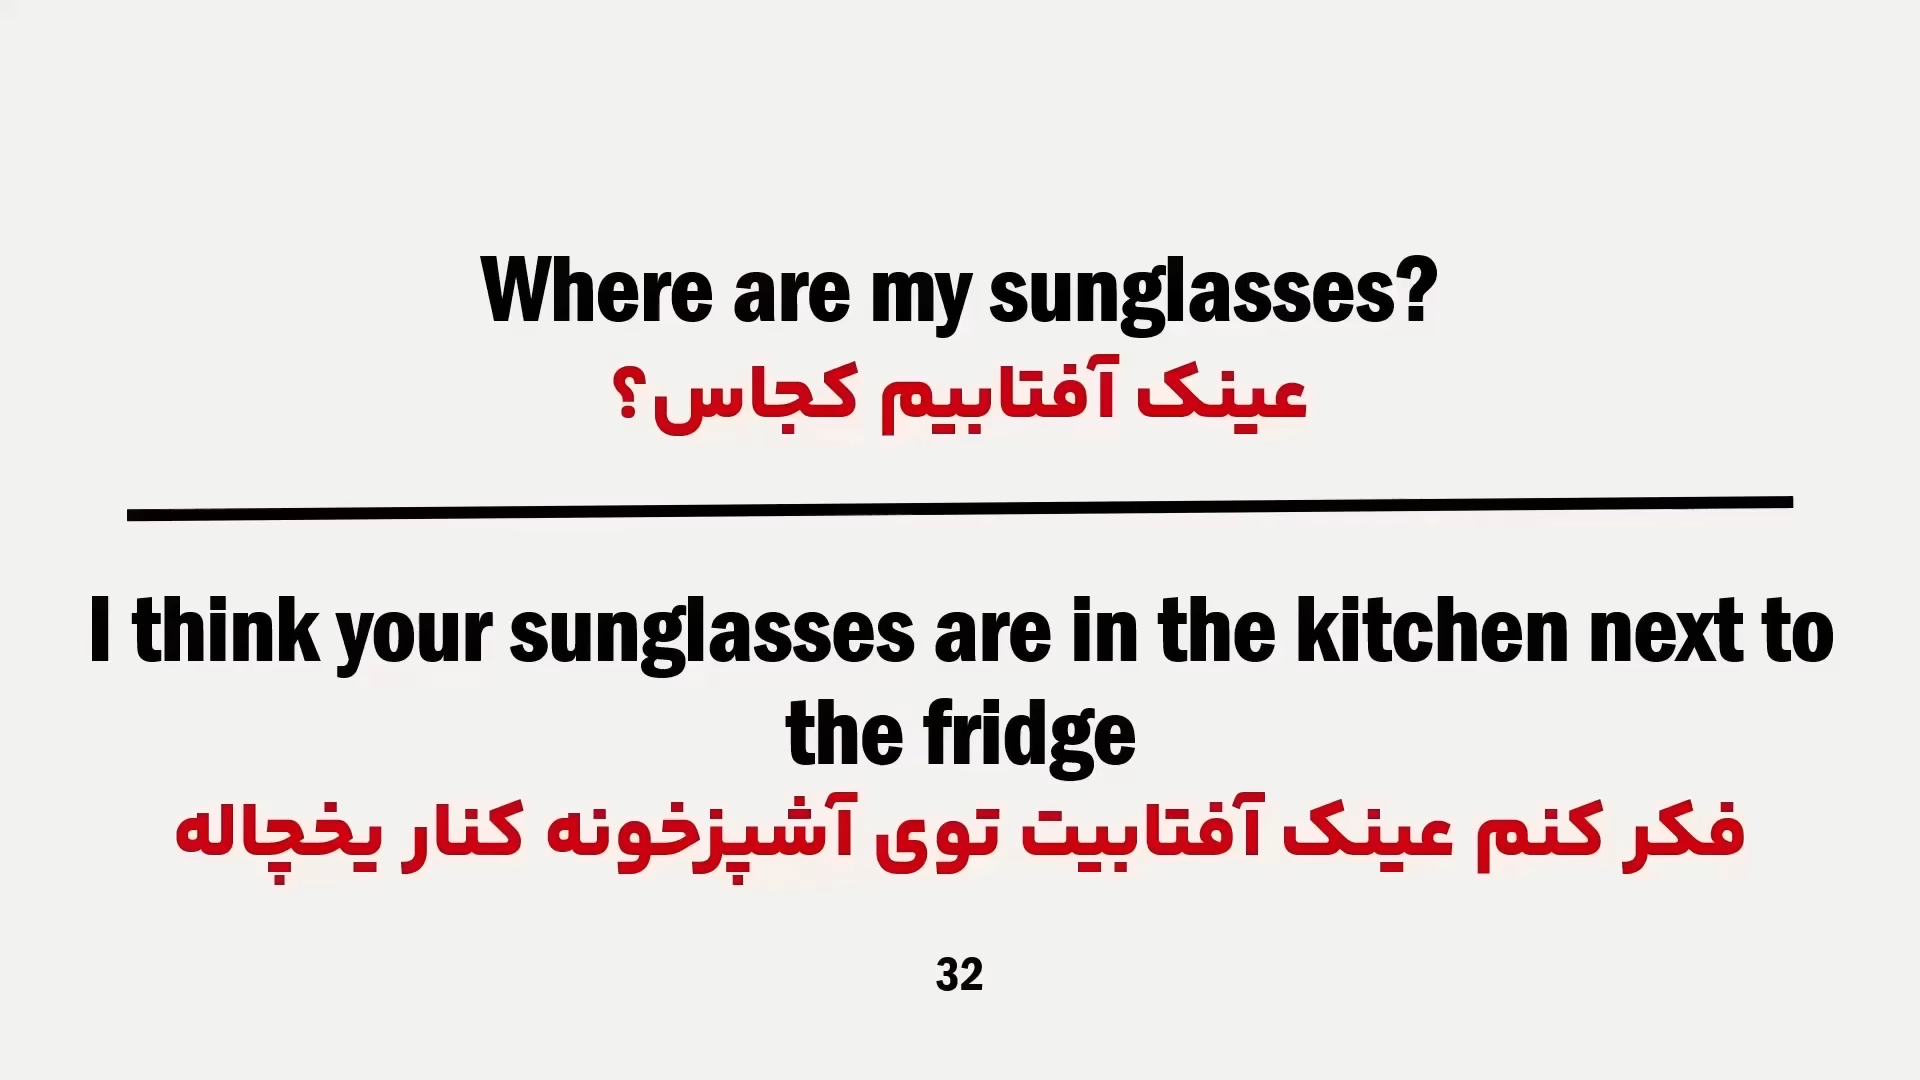 Where are my sunglasses?
عینک آفتابیم کجاس؟
I think your sunglasses are in the kitchen next to
the fridge
فکر کنم عینک آفتابیت توی آشپزخونه کنار یخچاله
32